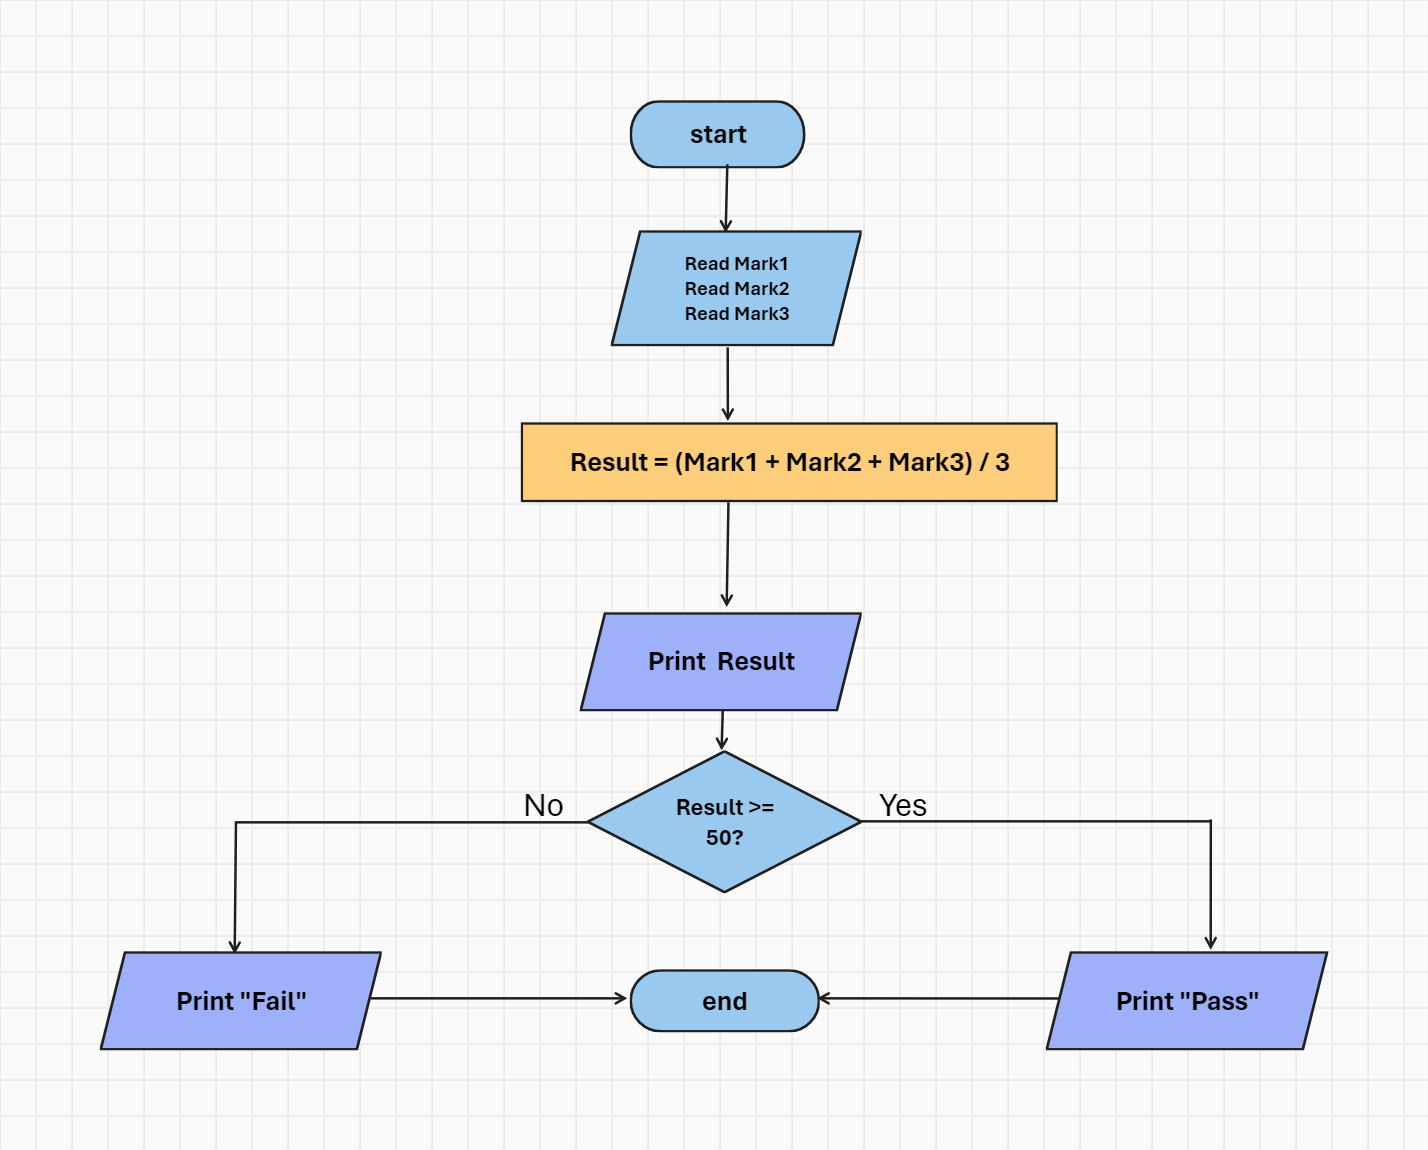 start
Read Mark1
Read Mark2
Read Mark3
Result = (Mark1 + Mark2 + Mark3) / 3
Print  Result
Result >=
50?
No
Yes
Print "Fail"
end
Print "Pass"